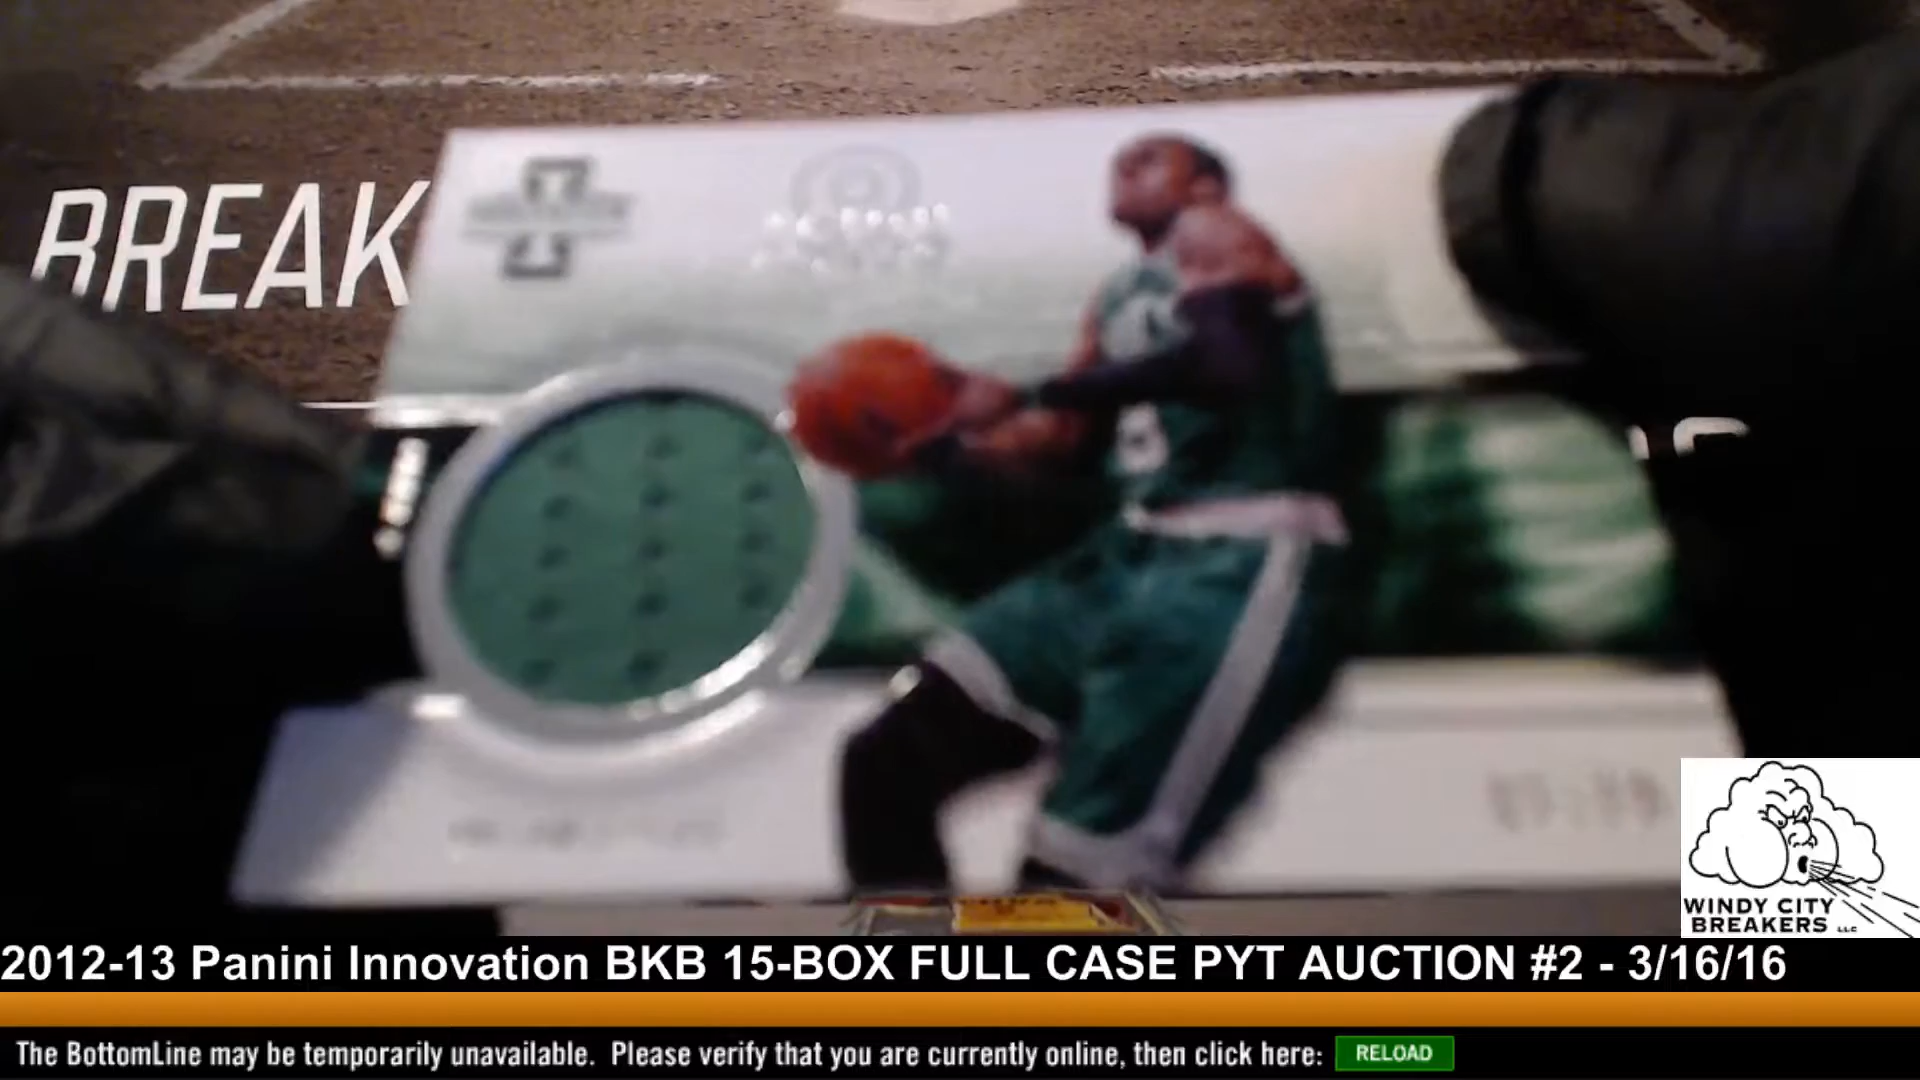 BREAK
WINDY CITY
BREAKERS LLC
2012-13 Panini Innovation BKB 15-BOX FULL CASE PYT AUCTION #2 - 3/16/16
The BottomLine may be temporarily unavailable. Please verify that you are currently online, then click here: RELOAD